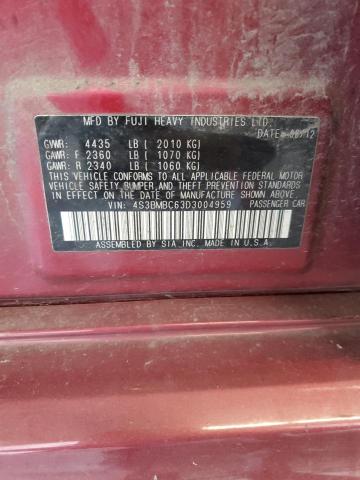 MFD BY FUJI HEAVY INDUSTRIES LTD.
DATE 08/12
GVWR: 4435 LB ( 2010 KG)
GAWR: F 2360 LB ( 1070 KG)
GAWR: R 2340 LB ( 1060 KG)
THIS VEHICLE CONFORMS TO ALL APPLICABLE FEDERAL MOTOR
VEHICLE SAFETY, BUMPER, AND THEFT PREVENTION STANDARDS
IN EFFECT ON THE DATE OF MANUFACTURE SHOWN ABOVE.
VIN: 4S3BMBC63D3004959 PASSENGER CAR
ASSEMBLED BY SIA INC. MADE IN U.S.A.